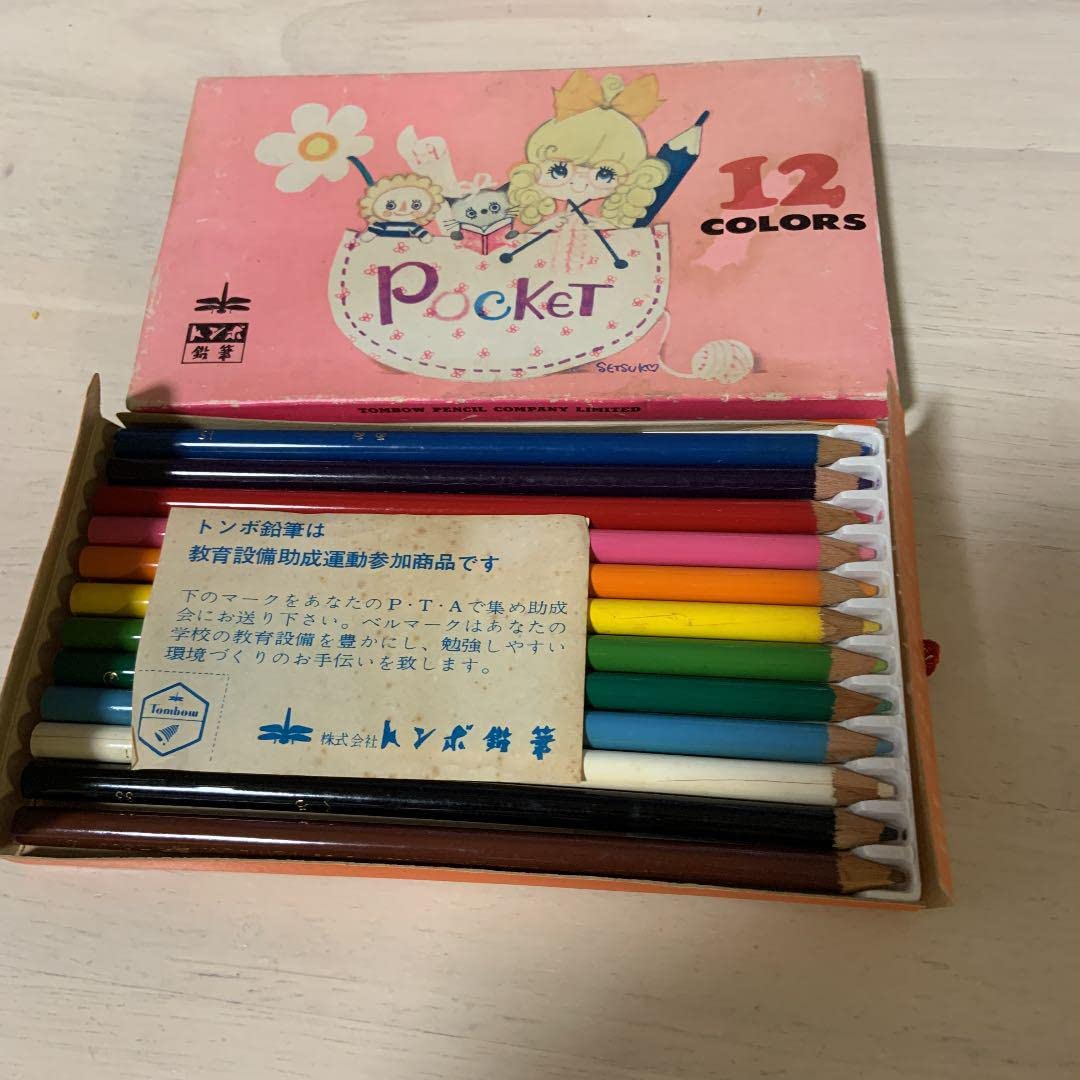 12
COLORS
POCKET
SETSUKO
トンボ
鉛筆
TOMBOW PENCIL COMPANY LIMITED
トンボ鉛筆は
教育設備助成運動参加商品です
下のマークをあなたのP・T・Aで集め助成
会にお送り下さい。ベルマークはあなたの
学校の教育設備を豊かにし、勉強しやすい
環境づくりのお手伝いを致します。
Tombow
株式会社トンボ鉛筆